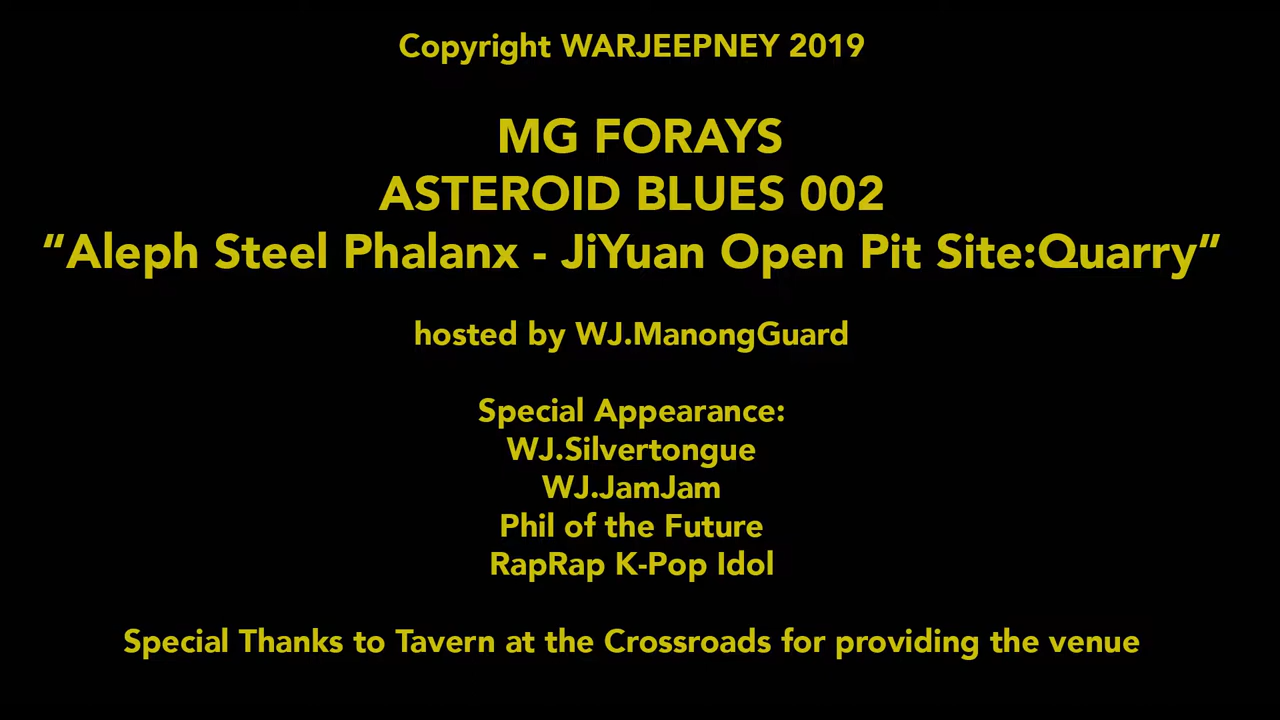 Copyright WARJEEPNEY 2019
MG FORAYS
ASTEROID BLUES 002
“Aleph Steel Phalanx - JiYuan Open Pit Site:Quarry”
hosted by WJ.ManongGuard
Special Appearance:
WJ.Silvertongue
WJ.JamJam
Phil of the Future
RapRap K-Pop Idol
Special Thanks to Tavern at the Crossroads for providing the venue